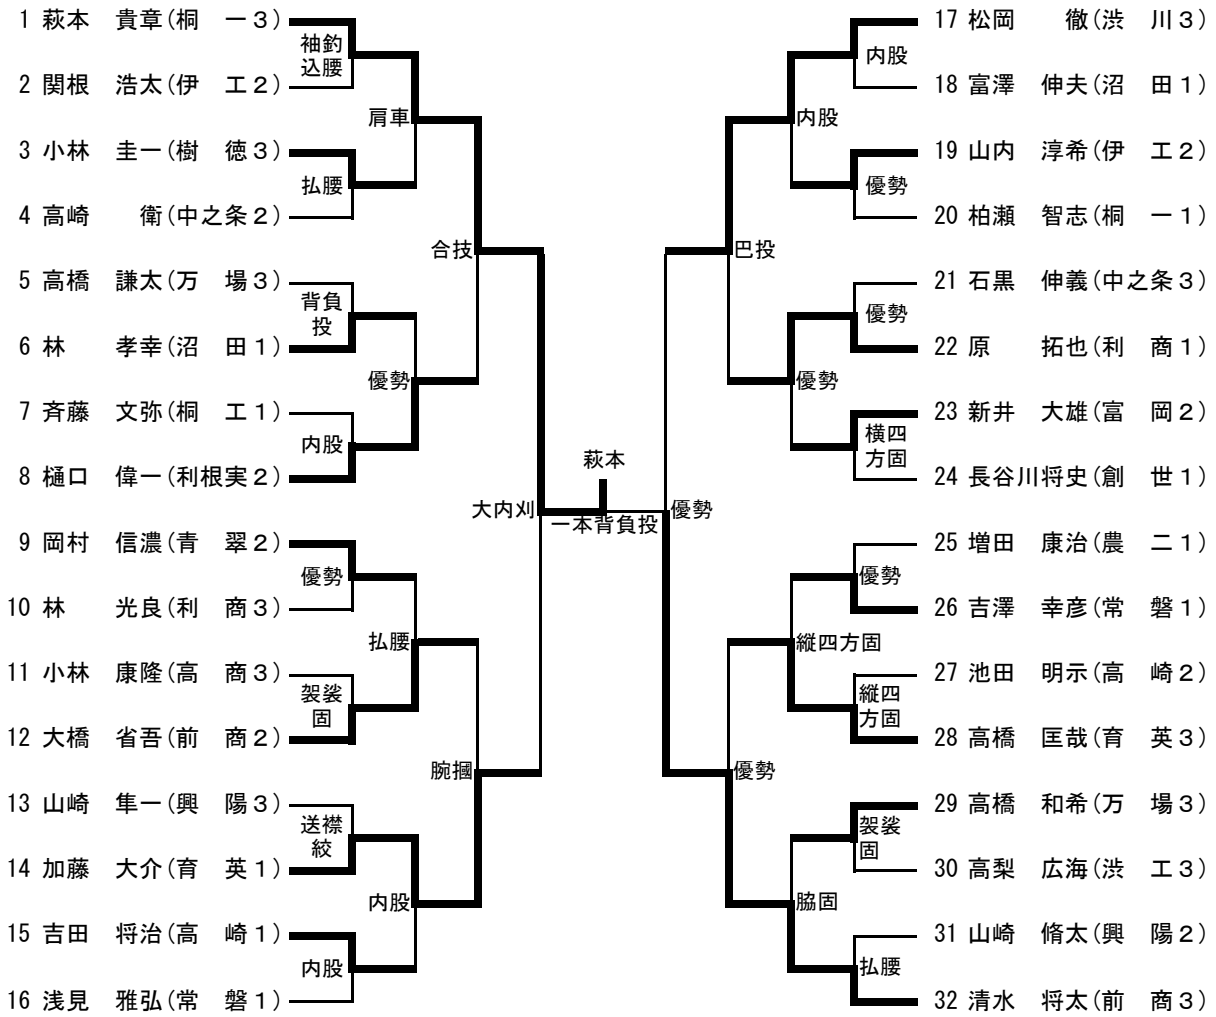 1 萩本　貴章(桐　一３)
袖釣
込腰
2 関根　浩太(伊　工２)
肩車
3 小林　圭一(樹　徳３)
払腰
4 高崎　　衛(中之条２)
合技
5 高橋　謙太(万　場３)
背負
投
6 林　　孝幸(沼　田１)
優勢
7 斉藤　文弥(桐　工１)
内股
8 樋口　偉一(利根実２)
大内刈
9 岡村　信濃(青　翠２)
優勢
10 林　　光良(利　商３)
払腰
11 小林　康隆(高　商３)
袈裟
固
12 大橋　省吾(前　商２)
腕摑
13 山崎　隼一(興　陽３)
送襟
絞
14 加藤　大介(育　英１)
内股
15 吉田　将治(高　崎１)
内股
16 浅見　雅弘(常　磐１)
萩本
一本背負投
17 松岡　　徹(渋　川３)
内股
18 富澤　伸夫(沼　田１)
内股
19 山内　淳希(伊　工２)
優勢
20 柏瀬　智志(桐　一１)
巴投
21 石黒　伸義(中之条３)
優勢
22 原　　拓也(利　商１)
優勢
23 新井　大雄(富　岡２)
横四
方固
24 長谷川将史(創　世１)
優勢
25 増田　康治(農　二１)
優勢
26 吉澤　幸彦(常　磐１)
縦四方固
27 池田　明示(高　崎２)
縦四
方固
28 高橋　匡哉(育　英３)
優勢
29 高橋　和希(万　場３)
袈裟
固
30 高梨　広海(渋　工３)
脇固
31 山崎　脩太(興　陽２)
払腰
32 清水　将太(前　商３)